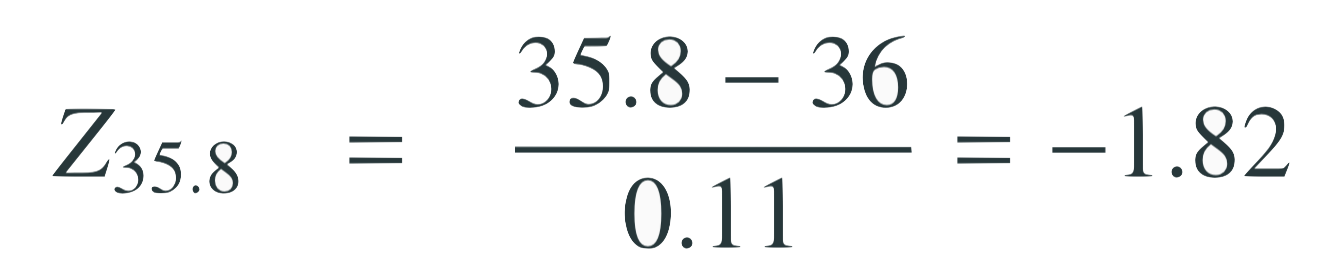 Z35.8 = 35.8 − 36 / 0.11 = −1.82